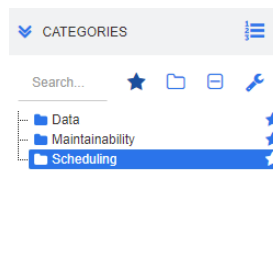 CATEGORIES
Search...
Data
Maintainability
Scheduling